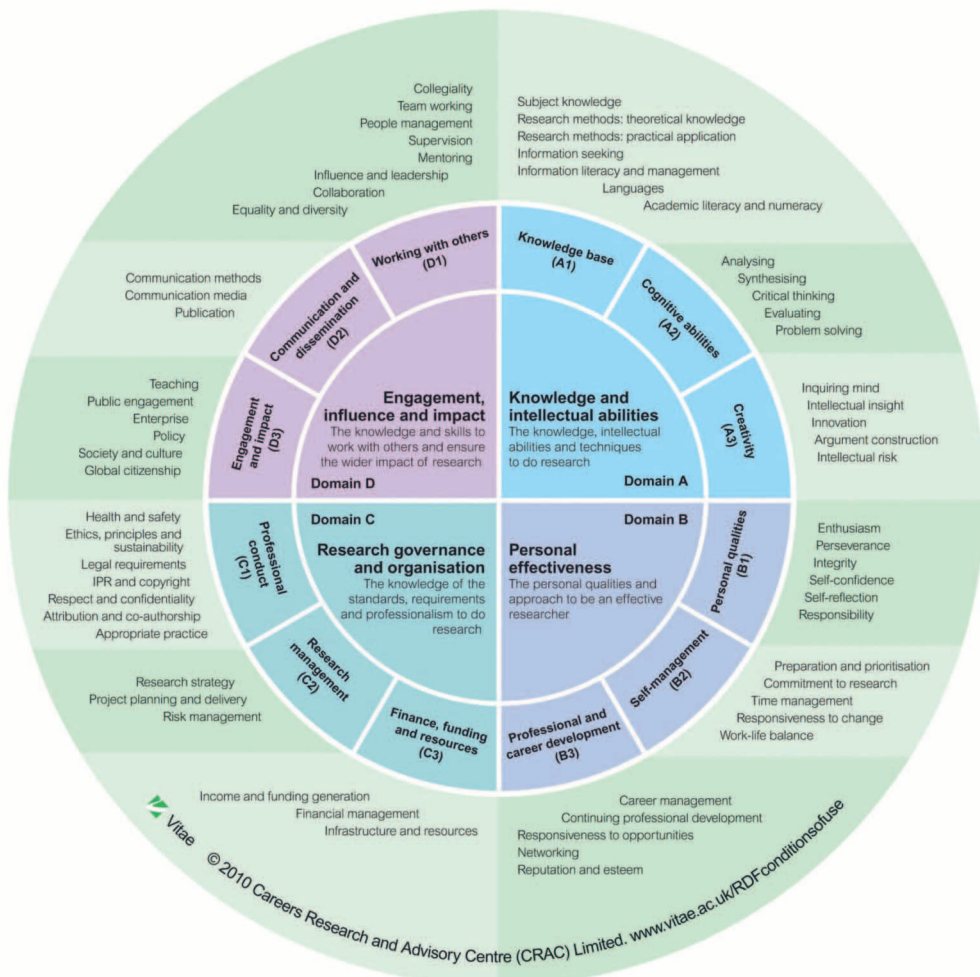 Collegiality
Team working
People management
Supervision
Mentoring
Influence and leadership
Collaboration
Equality and diversity
Subject knowledge
Research methods: theoretical knowledge
Research methods: practical application
Information seeking
Information literacy and management
Languages
Academic literacy and numeracy
Working with others
(D1)
Knowledge base
(A1)
Communication methods
Communication media
Publication
Communication and
dissemination
(D2)
Cognitive abilities
(A2)
Analysing
Synthesising
Critical thinking
Evaluating
Problem solving
Teaching
Public engagement
Enterprise
Policy
Society and culture
Global citizenship
Engagement
and impact
(D3)
Engagement,
influence and impact
The knowledge and skills to
work with others and ensure
the wider impact of research
Domain D
Knowledge and
intellectual abilities
The knowledge, intellectual
abilities and techniques
to do research
Domain A
Creativity
(A3)
Inquiring mind
Intellectual insight
Innovation
Argument construction
Intellectual risk
Health and safety
Ethics, principles and
sustainability
Legal requirements
IPR and copyright
Respect and confidentiality
Attribution and co-authorship
Appropriate practice
Professional
conduct
(C1)
Domain C
Research governance
and organisation
The knowledge of the
standards, requirements
and professionalism to do
research
Domain B
Personal
effectiveness
The personal qualities and
approach to be an effective
researcher
Personal qualities
(B1)
Enthusiasm
Perseverance
Integrity
Self-confidence
Self-reflection
Responsibility
Research strategy
Project planning and delivery
Risk management
Research
management
(C2)
Self-management
(B2)
Preparation and prioritisation
Commitment to research
Time management
Responsiveness to change
Work-life balance
Finance, funding
and resources
(C3)
Professional and
career development
(B3)
Income and funding generation
Financial management
Infrastructure and resources
Career management
Continuing professional development
Responsiveness to opportunities
Networking
Reputation and esteem
Vitae © 2010 Careers Research and Advisory Centre (CRAC) Limited. www.vitae.ac.uk/RDFconditionsofuse